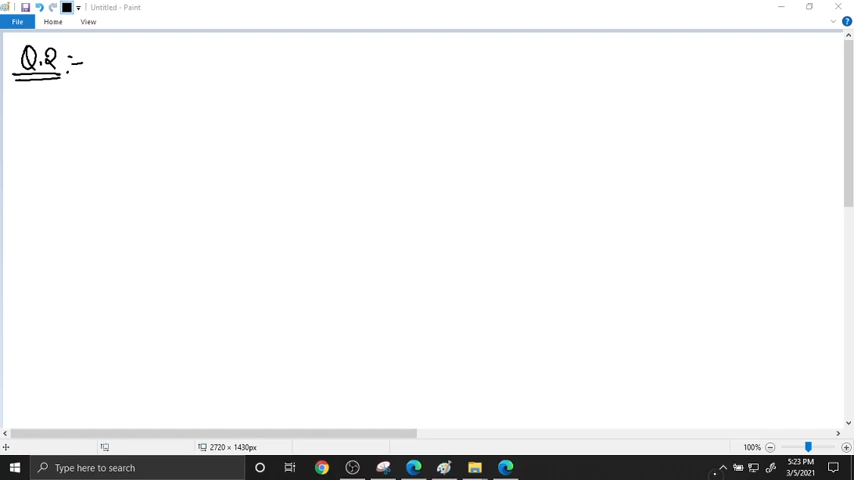 Untitled - Paint
File Home View
Q.2 :-
2720 × 1430px
100%
Type here to search
5:23 PM
3/5/2021